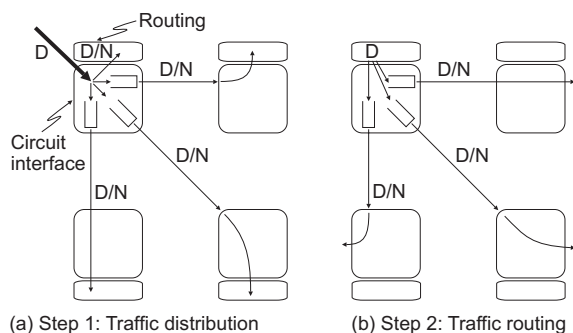 Routing
D
D/N
D/N
Circuit
interface
D/N
D/N
(a) Step 1: Traffic distribution
D
D/N
D/N
D/N
(b) Step 2: Traffic routing